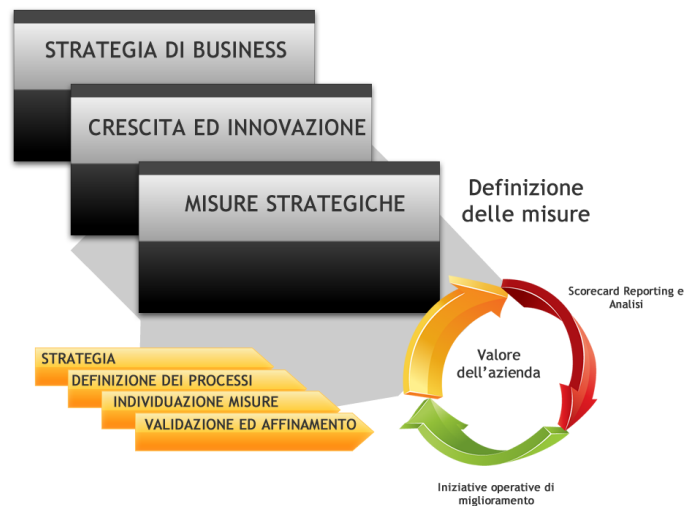 STRATEGIA DI BUSINESS
CRESCITA ED INNOVAZIONE
MISURE STRATEGICHE
Definizione
delle misure
Scorecard Reporting e
Analisi
Valore
dell'azienda
STRATEGIA
DEFINIZIONE DEI PROCESSI
INDIVIDUAZIONE MISURE
VALIDAZIONE ED AFFINAMENTO
Iniziative operative di
miglioramento